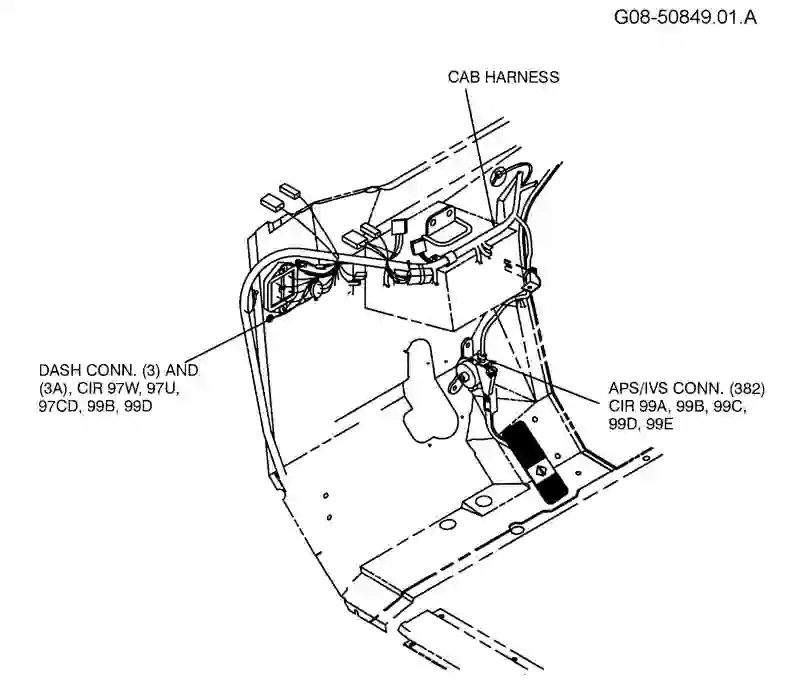 G08-50849.01.A
CAB HARNESS
DASH CONN. (3) AND
(3A), CIR 97W, 97U,
97CD, 99B, 99D
APS/IVS CONN. (382)
CIR 99A, 99B, 99C,
99D, 99E